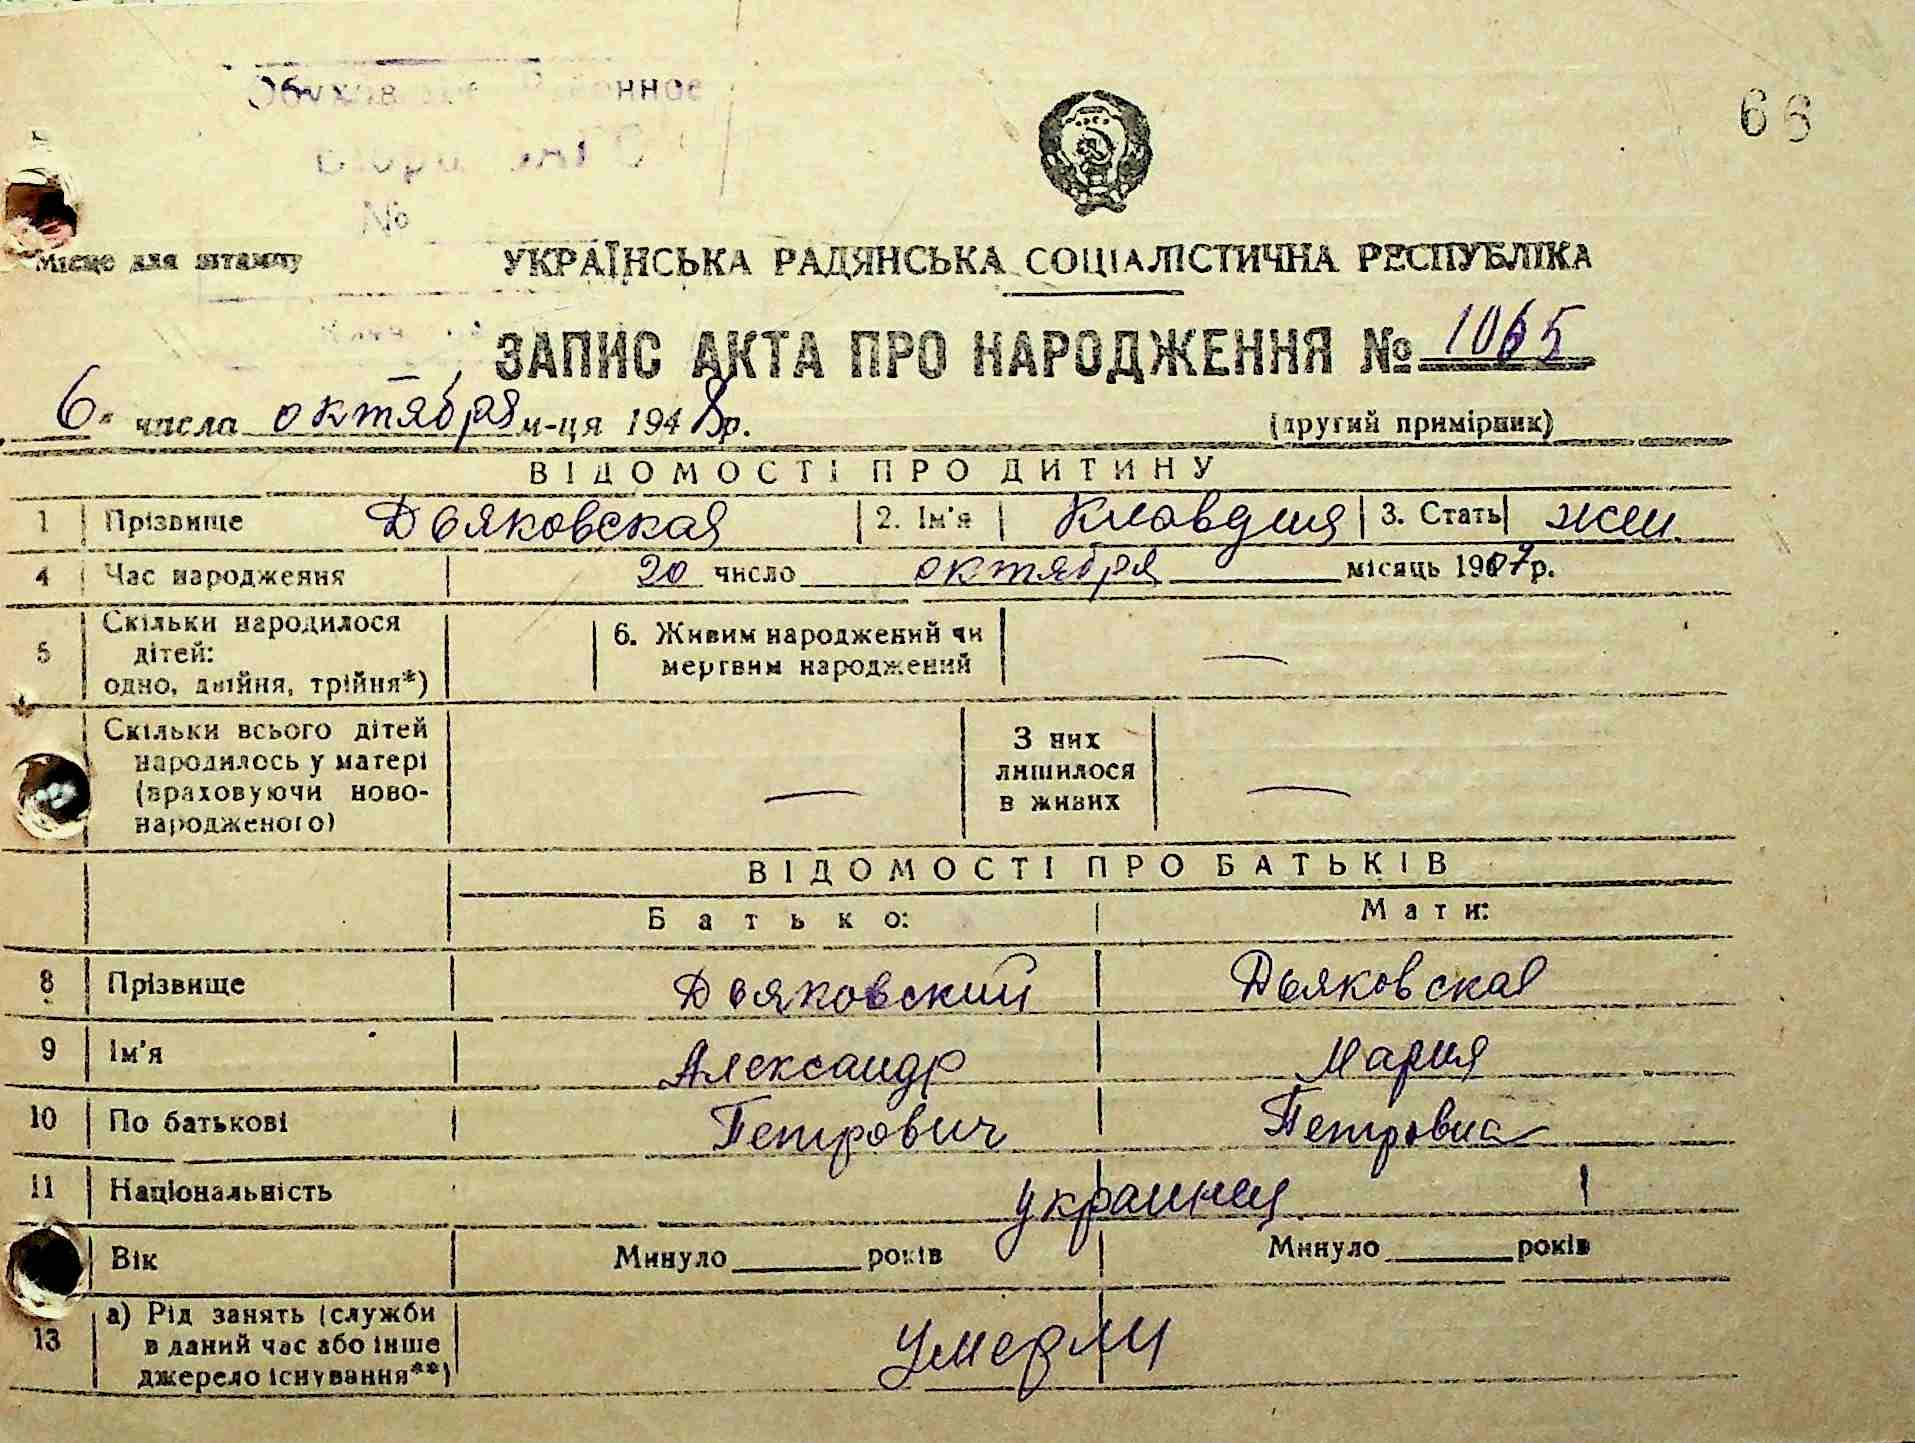 66
Районное
№
Місце для штампу
УКРАЇНСЬКА РАДЯНСЬКА СОЦІАЛІСТИЧНА РЕСПУБЛІКА
ЗАПИС АКТА ПРО НАРОДЖЕННЯ № 1065
6" числа октября м-ця 1948 р.
(другий примірник)
ВІДОМОСТІ ПРО ДИТИНУ
1 Прізвище Дьяковская 2. Ім'я Клавдия 3. Стать жен.
4 Час народження 20 число октября місяць 1907 р.
5 Скільки народилося
дітей:
одно, двійня, трійня*)
6. Живим народжений чи
мертвим народжений —
Скільки всього дітей
народилось у матері
(враховуючи ново-
народженого) —
З них
лишилося
в живих —
ВІДОМОСТІ ПРО БАТЬКІВ
Батько: Мати:
8 Прізвище Дьяковский Дьяковская
9 Ім'я Александр Мария
10 По батькові Петрович Петровна
11 Національність украинцы
Вік Минуло років Минуло років
13 а) Рід занять (служби
в даний час або інше
джерело існування**)
умерли